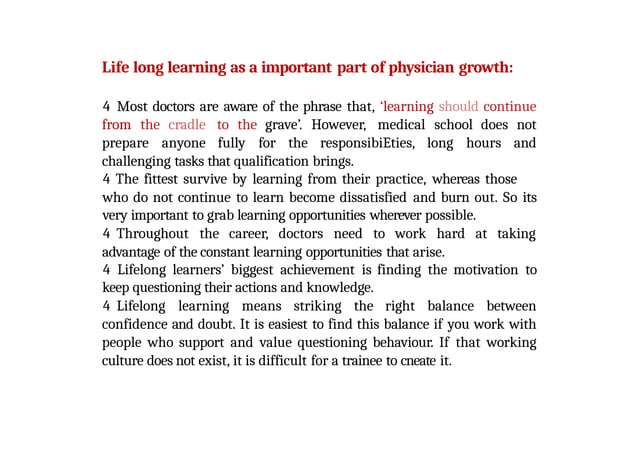 Life long learning as a important part of physician growth:
4 Most doctors are aware of the phrase that, ‘learning should continue
from the cradle to the grave’. However, medical school does not
prepare anyone fully for the responsibiEties, long hours and
challenging tasks that qualification brings.
4 The fittest survive by learning from their practice, whereas those
who do not continue to learn become dissatisfied and burn out. So its
very important to grab learning opportunities wherever possible.
4 Throughout the career, doctors need to work hard at taking
advantage of the constant learning opportunities that arise.
4 Lifelong learners’ biggest achievement is finding the motivation to
keep questioning their actions and knowledge.
4 Lifelong learning means striking the right balance between
confidence and doubt. It is easiest to find this balance if you work with
people who support and value questioning behaviour. If that working
culture does not exist, it is difficult for a trainee to cneate it.